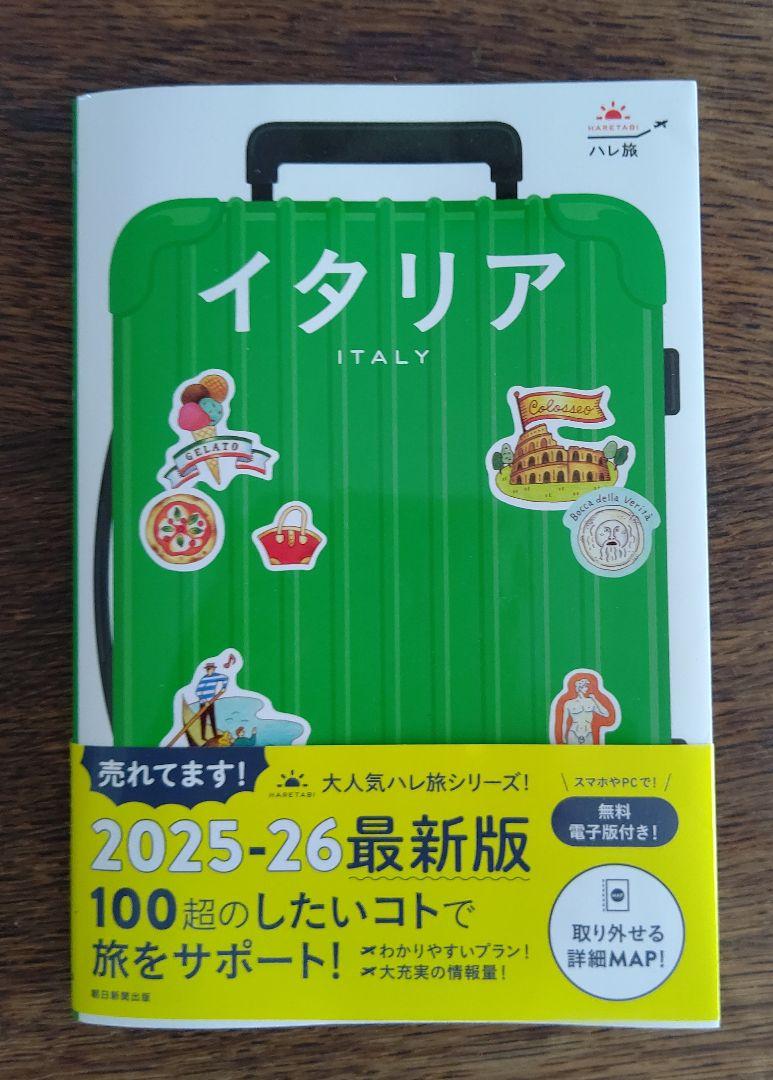 HARETABI
ハレ旅
イタリア
ITALY
GELATO
Colosseo
Bocca della Verità
売れてます!
HARETABI
大人気ハレ旅シリーズ!
2025-26最新版
100超のしたいコトで
旅をサポート!
わかりやすいプラン!
大充実の情報量!
朝日新聞出版
スマホやPCで!
無料
電子版付き!
MAP
取り外せる
詳細MAP!